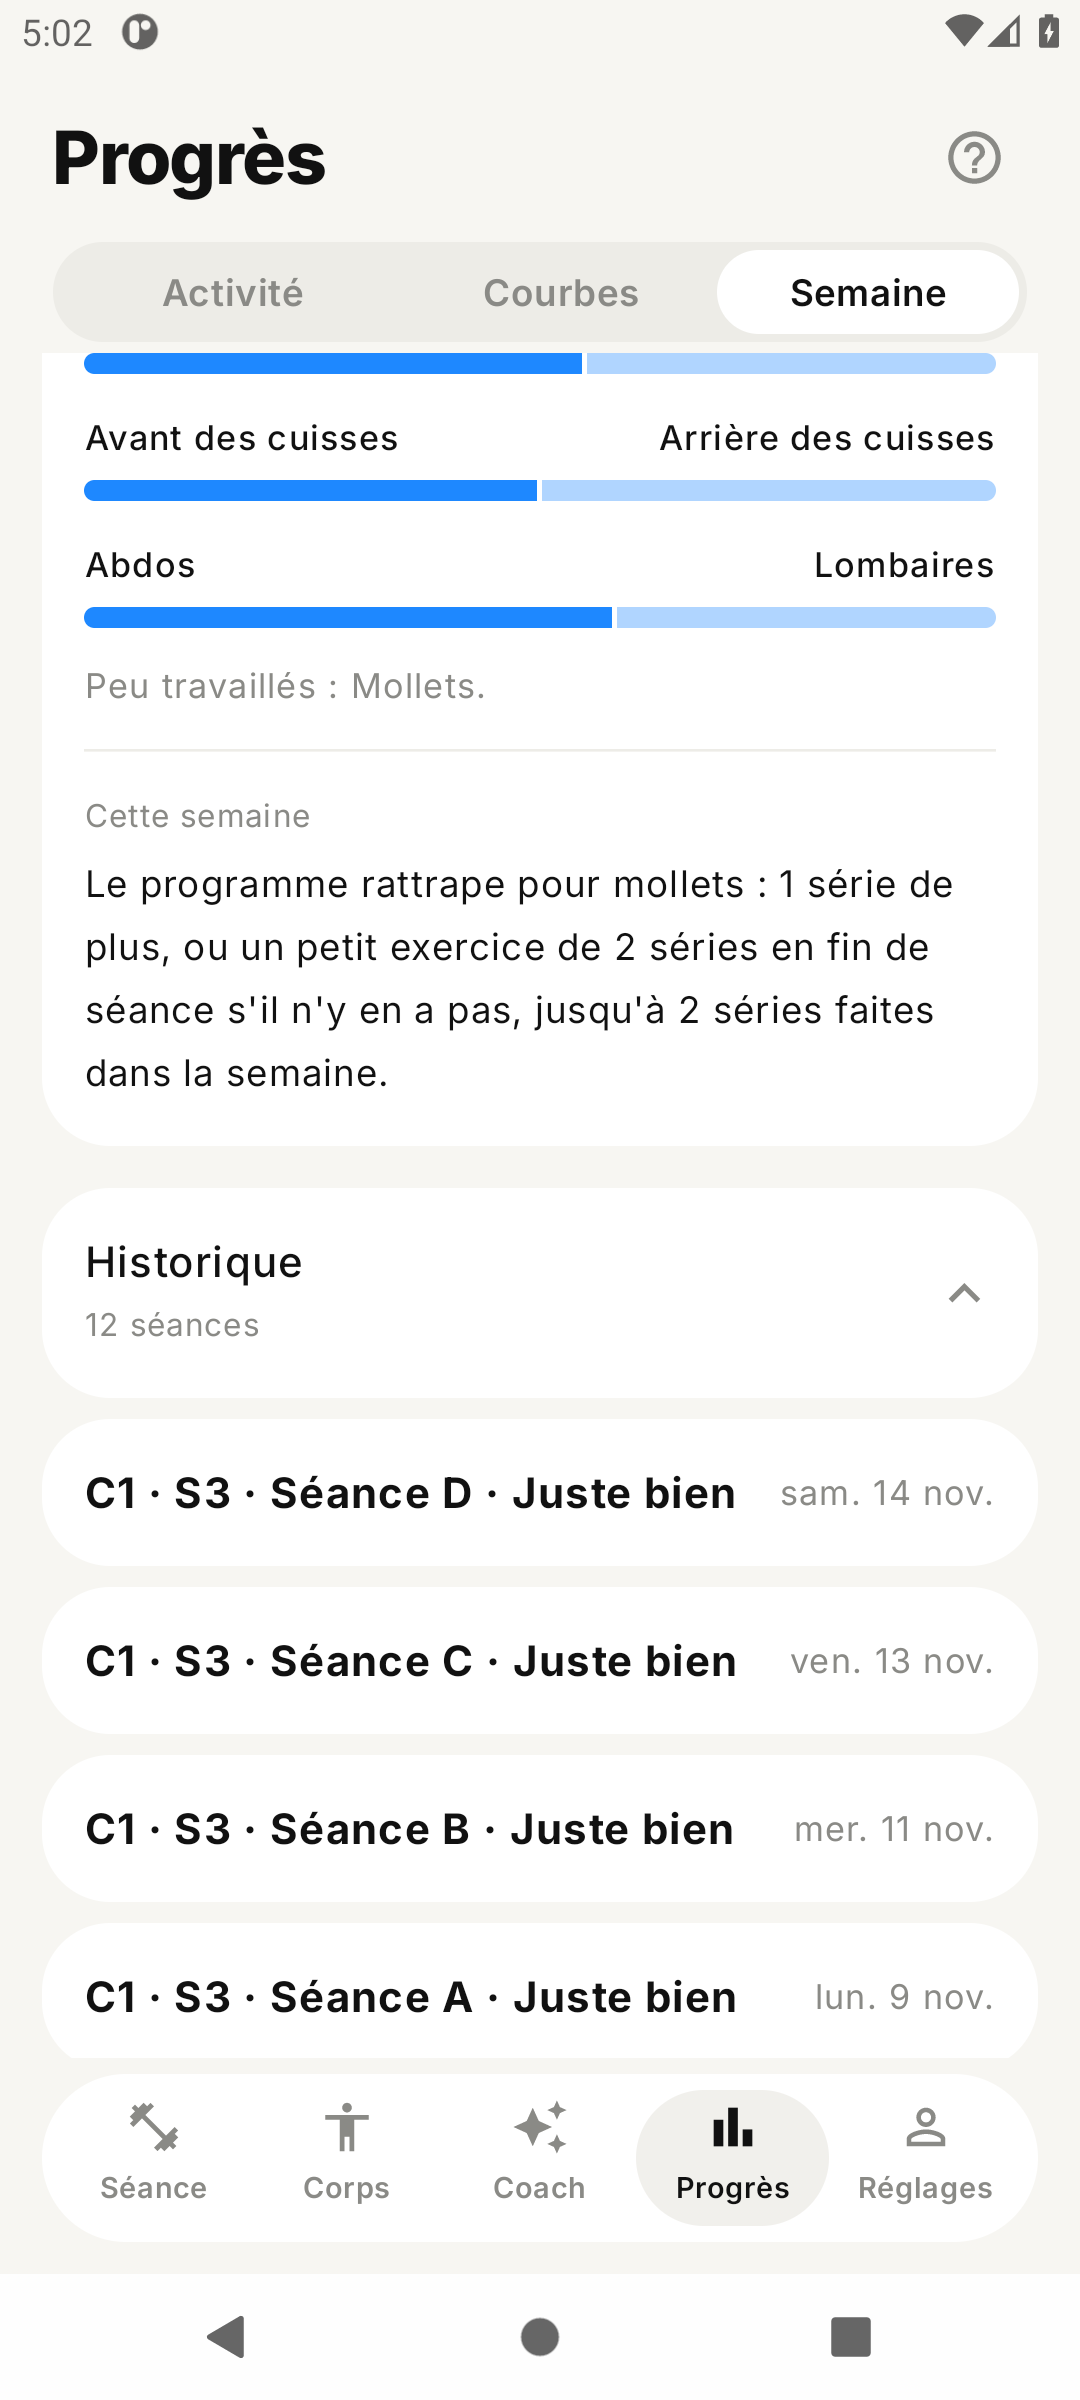 5:02
Progrès
Activité
Courbes
Semaine
Avant des cuisses
Arrière des cuisses
Abdos
Lombaires
Peu travaillés : Mollets.
Cette semaine
Le programme rattrape pour mollets : 1 série de
plus, ou un petit exercice de 2 séries en fin de
séance s'il n'y en a pas, jusqu'à 2 séries faites
dans la semaine.
Historique
12 séances
C1 · S3 · Séance D · Juste bien
sam. 14 nov.
C1 · S3 · Séance C · Juste bien
ven. 13 nov.
C1 · S3 · Séance B · Juste bien
mer. 11 nov.
C1 · S3 · Séance A · Juste bien
lun. 9 nov.
Séance
Corps
Coach
Progrès
Réglages